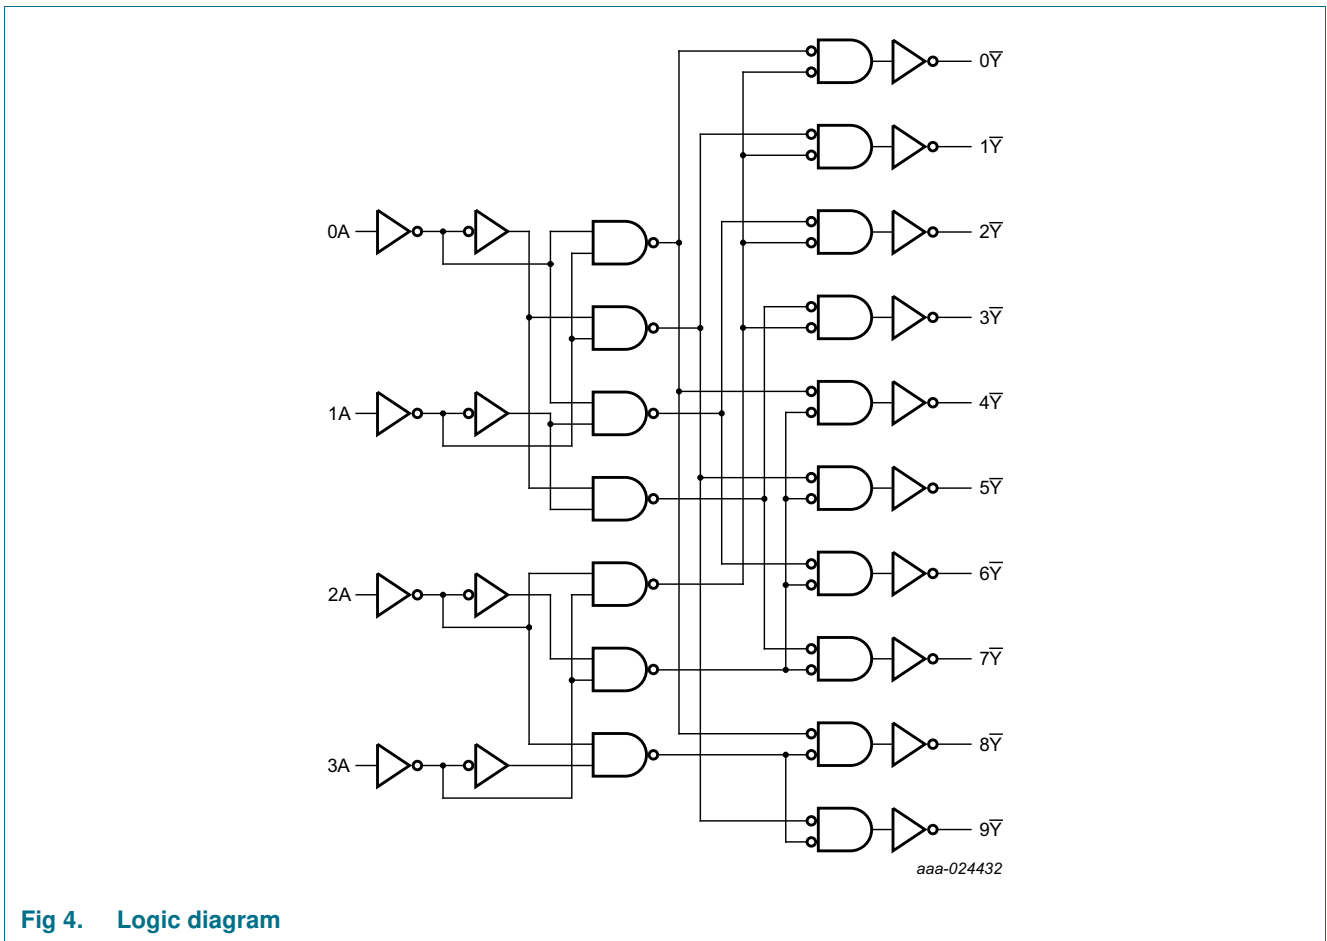 0Y̅
1Y̅
2Y̅
0A
3Y̅
1A
4Y̅
5Y̅
2A
6Y̅
7Y̅
3A
8Y̅
9Y̅
aaa-024432
Fig 4. Logic diagram